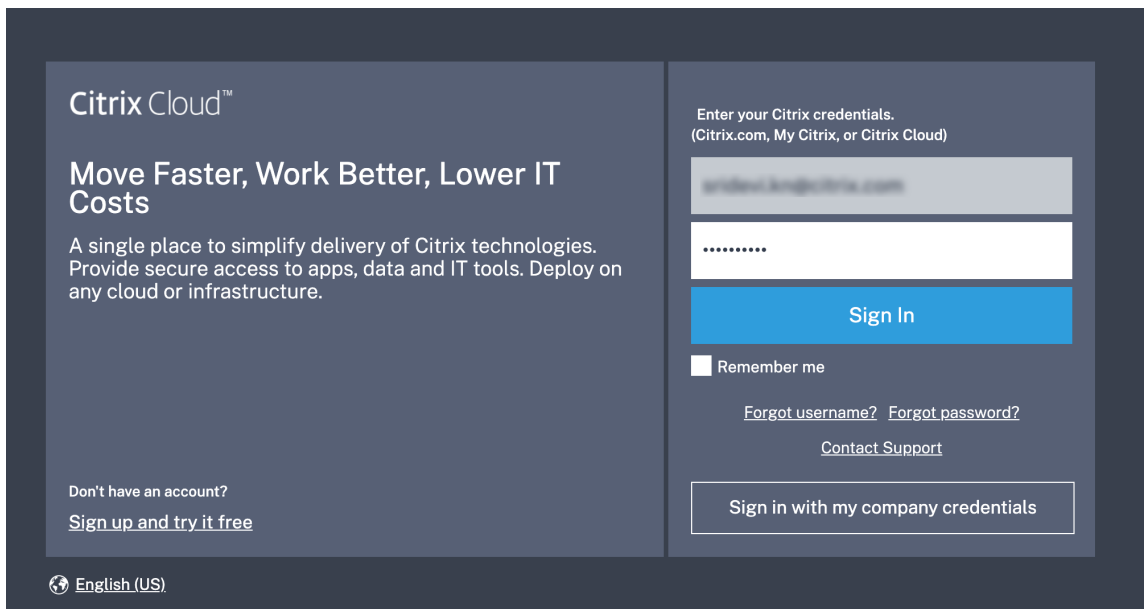 Citrix Cloud™
Move Faster, Work Better, Lower IT
Costs
A single place to simplify delivery of Citrix technologies.
Provide secure access to apps, data and IT tools. Deploy on
any cloud or infrastructure.
Don't have an account?
Sign up and try it free
Enter your Citrix credentials.
(Citrix.com, My Citrix, or Citrix Cloud)
••••••••••
Sign In
Remember me
Forgot username? Forgot password?
Contact Support
Sign in with my company credentials
English (US)